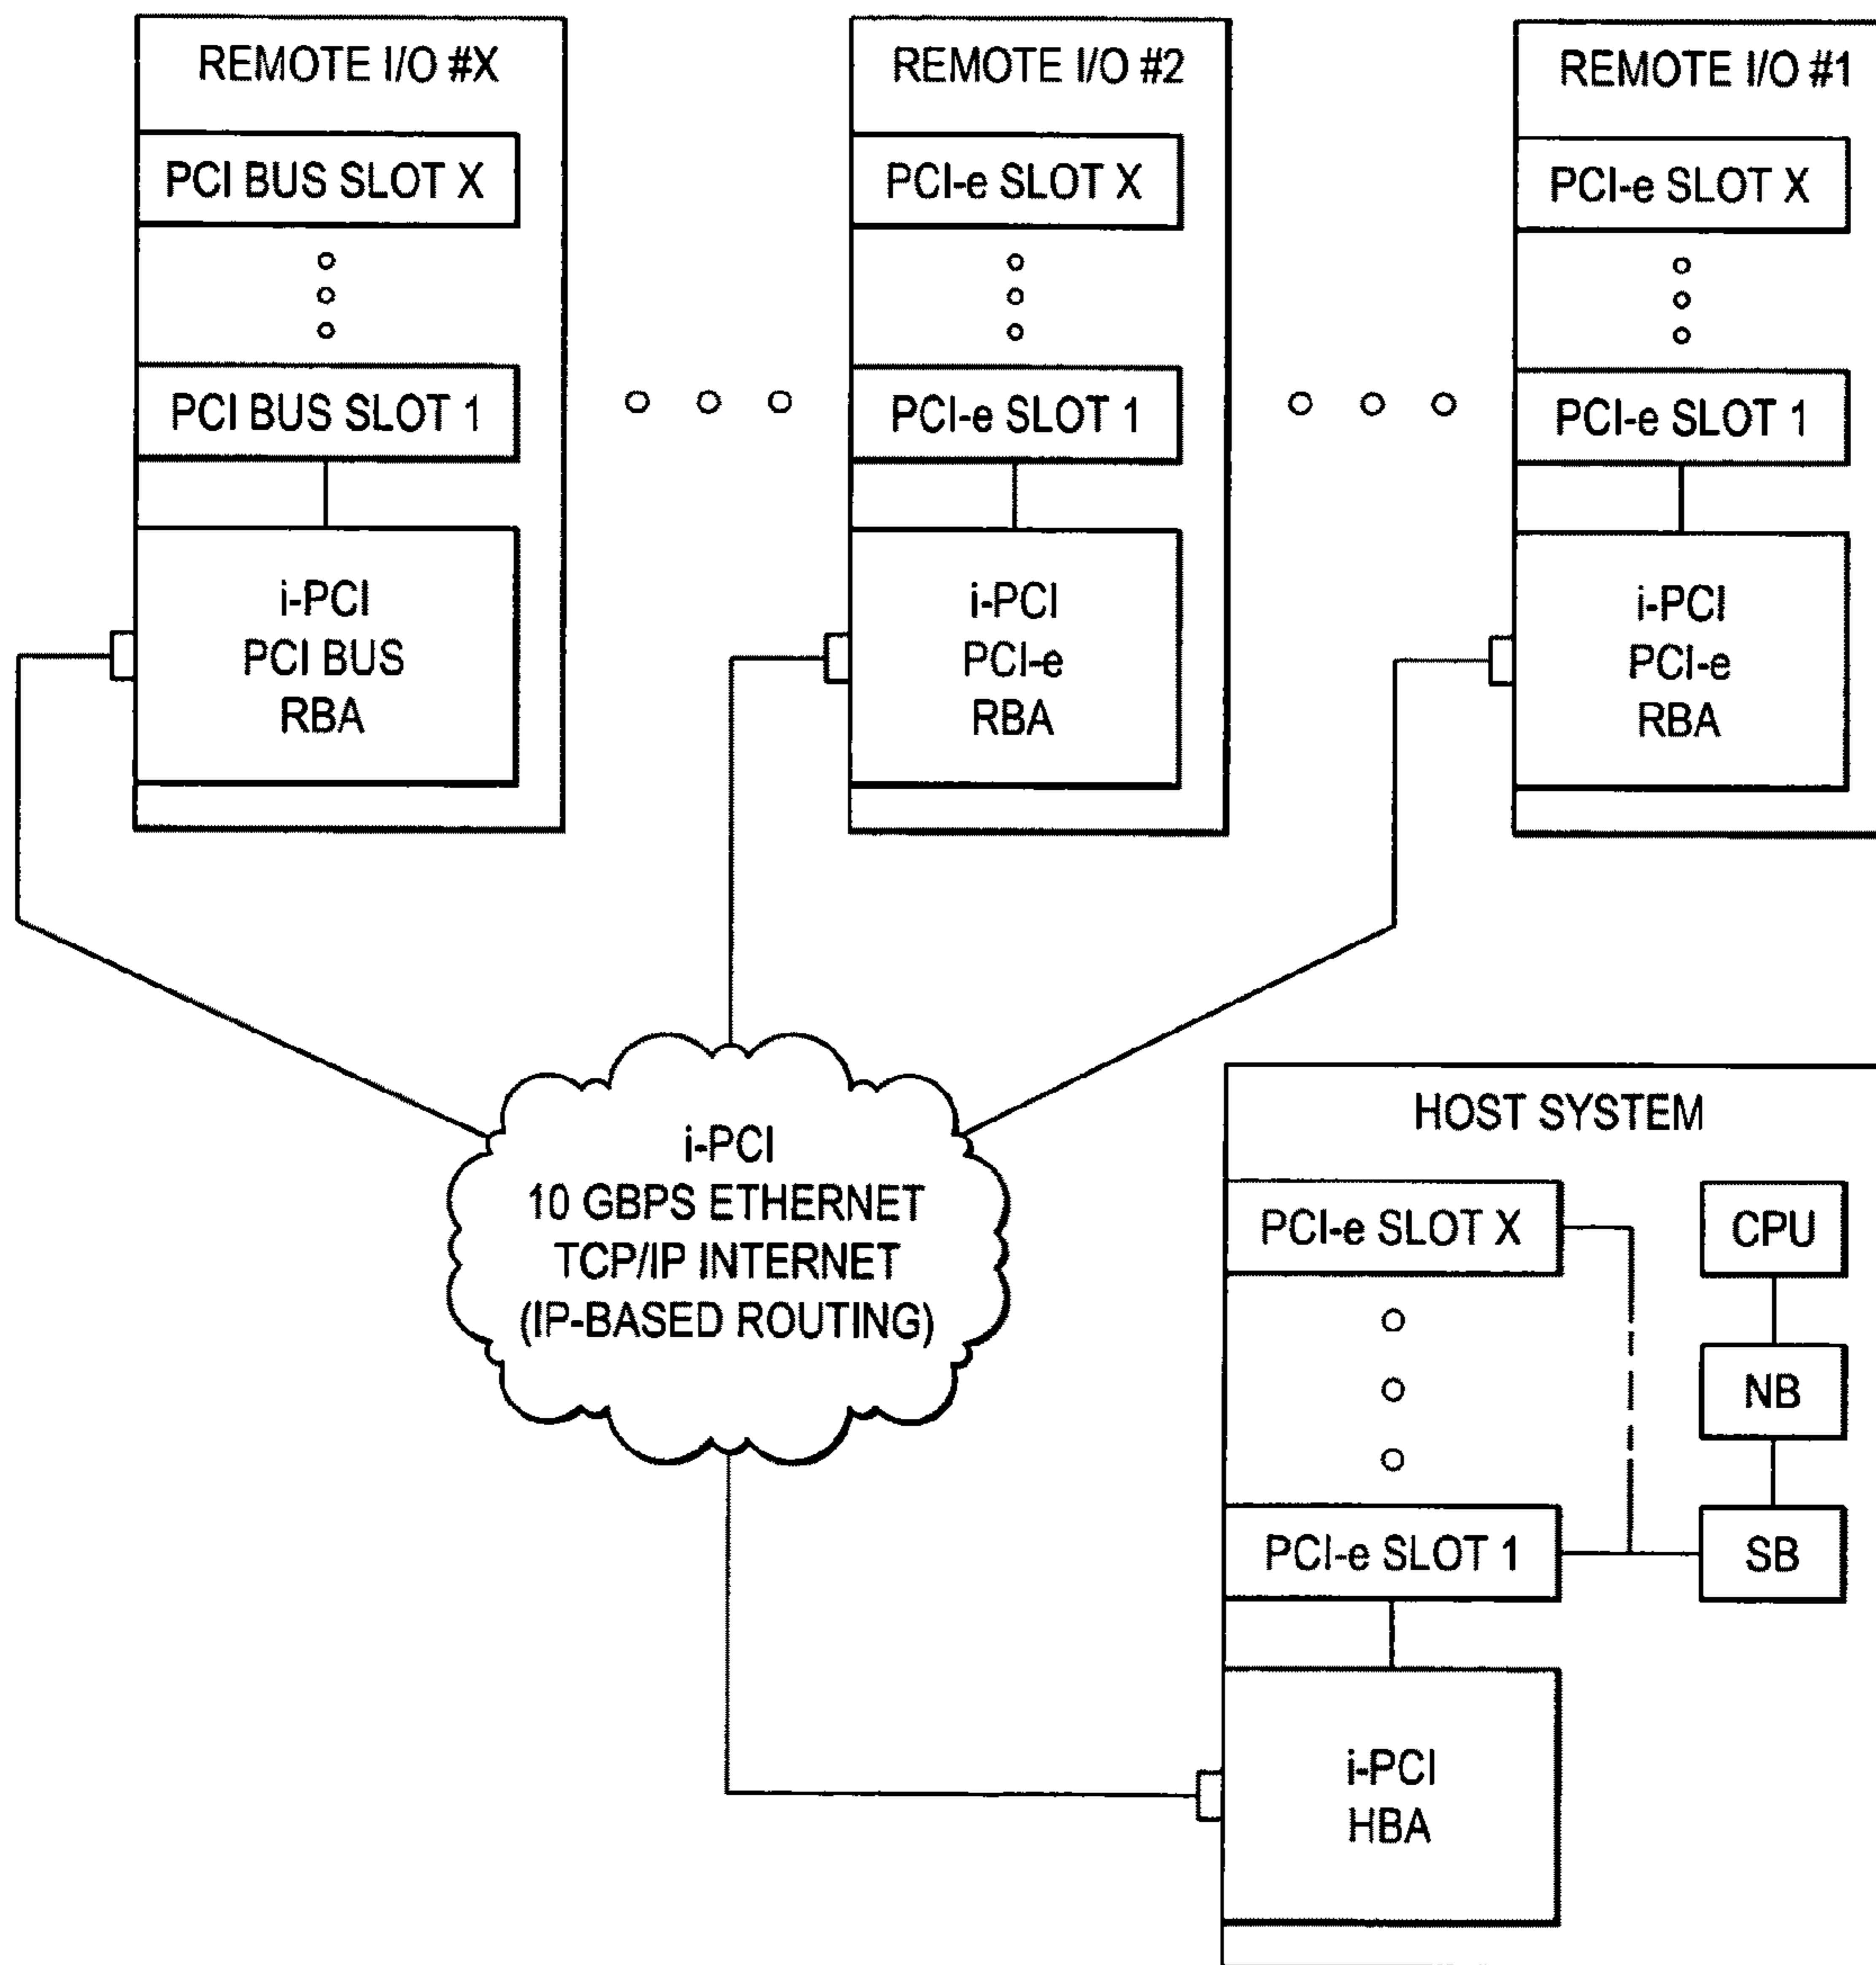 REMOTE I/O #X
PCI BUS SLOT X
PCI BUS SLOT 1
i-PCI
PCI BUS
RBA
REMOTE I/O #2
PCI-e SLOT X
PCI-e SLOT 1
i-PCI
PCI-e
RBA
REMOTE I/O #1
PCI-e SLOT X
PCI-e SLOT 1
i-PCI
PCI-e
RBA
i-PCI
10 GBPS ETHERNET
TCP/IP INTERNET
(IP-BASED ROUTING)
HOST SYSTEM
PCI-e SLOT X
CPU
NB
PCI-e SLOT 1
SB
i-PCI
HBA